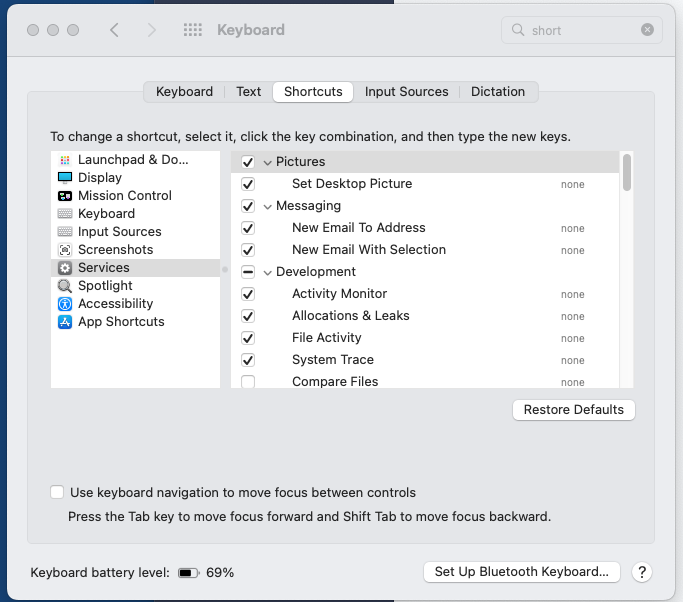 Keyboard
short
Keyboard Text Shortcuts Input Sources Dictation
To change a shortcut, select it, click the key combination, and then type the new keys.
Launchpad & Do...
Display
Mission Control
Keyboard
Input Sources
Screenshots
Services
Spotlight
Accessibility
App Shortcuts
Pictures
Set Desktop Picture none
Messaging
New Email To Address none
New Email With Selection none
Development
Activity Monitor none
Allocations & Leaks none
File Activity none
System Trace none
Compare Files none
Restore Defaults
Use keyboard navigation to move focus between controls
Press the Tab key to move focus forward and Shift Tab to move focus backward.
Keyboard battery level: 69%
Set Up Bluetooth Keyboard... ?